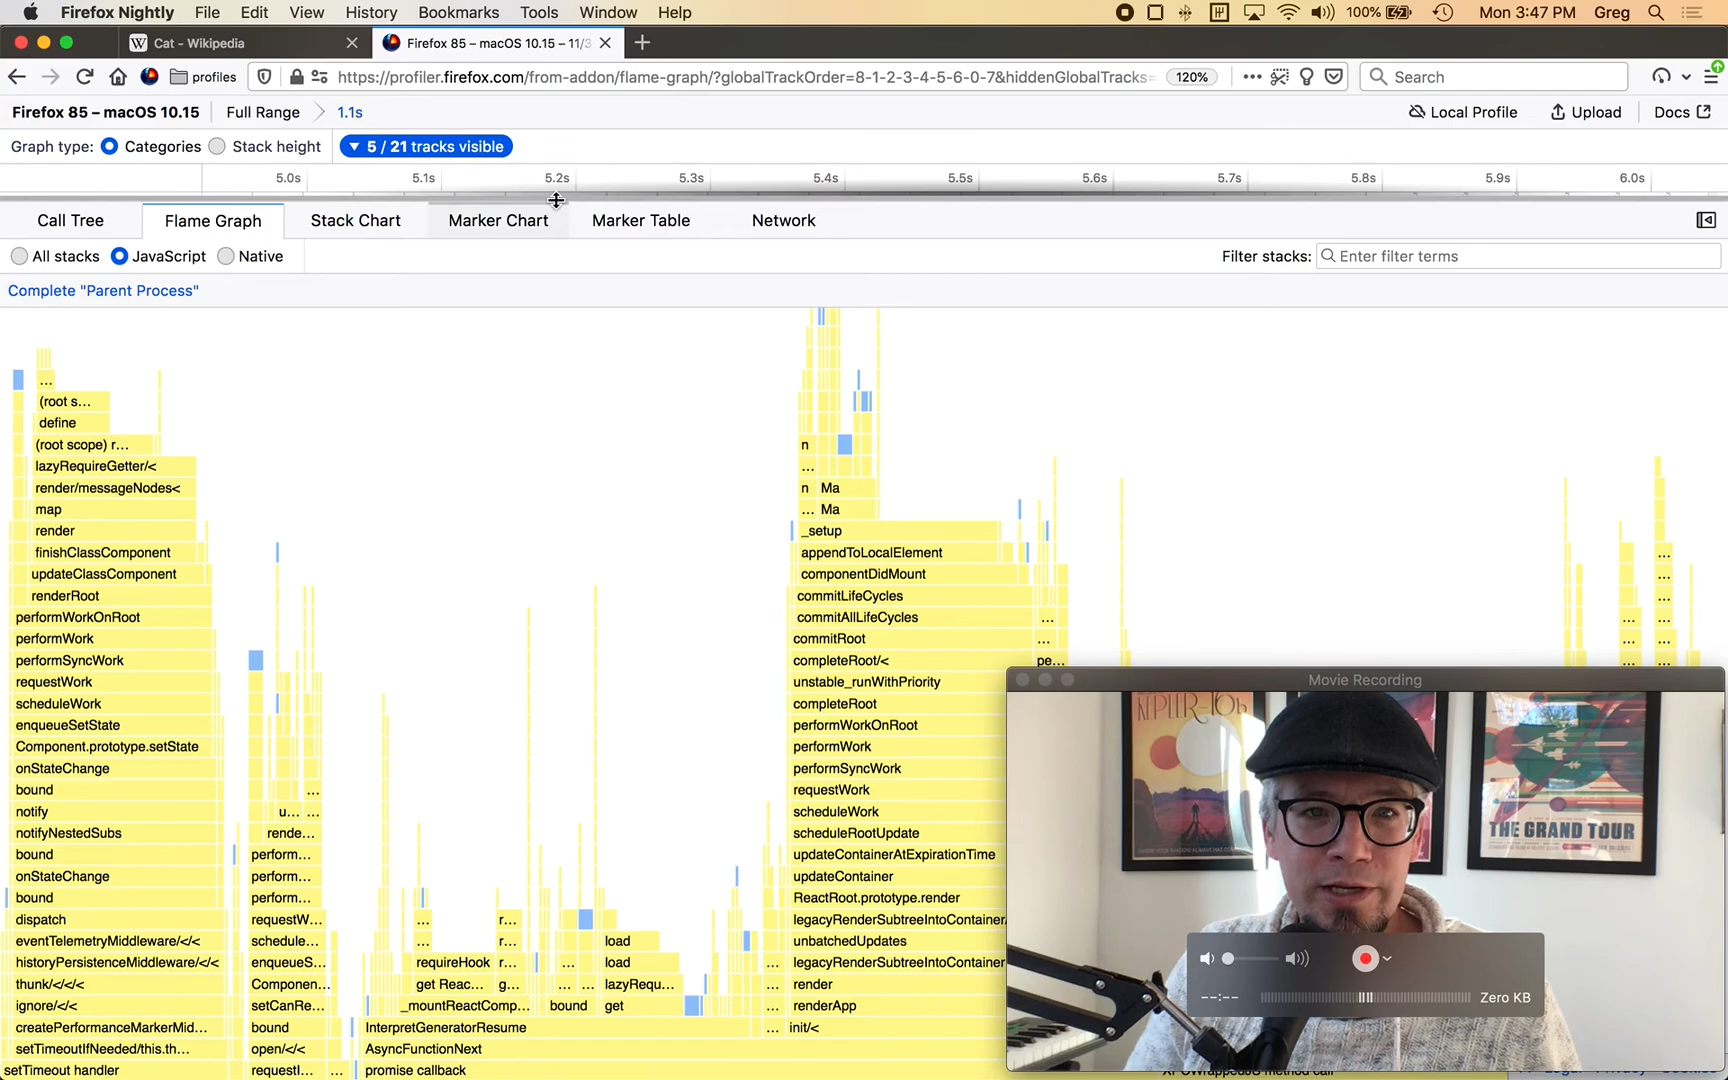 Firefox Nightly File Edit View History Bookmarks Tools Window Help 100% Mon 3:47 PM Greg
W Cat - Wikipedia Firefox 85 – macOS 10.15 – 11/3
profiles https://profiler.firefox.com/from-addon/flame-graph/?globalTrackOrder=8-1-2-3-4-5-6-0-7&hiddenGlobalTracks= 120% Search
Firefox 85 – macOS 10.15 Full Range 1.1s Local Profile Upload Docs
Graph type: Categories Stack height 5 / 21 tracks visible
5.0s 5.1s 5.2s 5.3s 5.4s 5.5s 5.6s 5.7s 5.8s 5.9s 6.0s
Call Tree Flame Graph Stack Chart Marker Chart Marker Table Network
All stacks JavaScript Native Filter stacks: Enter filter terms
Complete "Parent Process"
...
(root s...
define
(root scope) r... n
lazyRequireGetter/< ...
render/messageNodes< n Ma
map ... Ma
render _setup
finishClassComponent appendToLocalElement ...
updateClassComponent componentDidMount ...
renderRoot commitLifeCycles ...
performWorkOnRoot commitAllLifeCycles ... ... ...
performWork commitRoot ... ... ...
performSyncWork completeRoot/< pe... ... ...
requestWork unstable_runWithPriority
scheduleWork completeRoot
enqueueSetState performWorkOnRoot
Component.prototype.setState performWork
onStateChange performSyncWork
bound ... requestWork
notify u... ... scheduleWork
notifyNestedSubs rende... scheduleRootUpdate
bound perform... updateContainerAtExpirationTime
onStateChange perform... updateContainer
bound perform... ReactRoot.prototype.render
dispatch requestW... ... r... legacyRenderSubtreeIntoContainer/
eventTelemetryMiddleware/</< schedule... ... r... load unbatchedUpdates
historyPersistenceMiddleware/</< enqueueS... requireHook r... ... load ... legacyRenderSubtreeIntoContainer
thunk/</</< Componen... get Reac... g... ... ... lazyRequ... ... render
ignore/</< setCanRe... _mountReactComp... bound get ... renderApp
createPerformanceMarkerMid... bound InterpretGeneratorResume ... init/<
setTimeoutIfNeeded/this.th... open/</< AsyncFunctionNext
setTimeout handler requestI... ... promise callback
Movie Recording
KEPLER-16b
THE GRAND TOUR
--:-- Zero KB